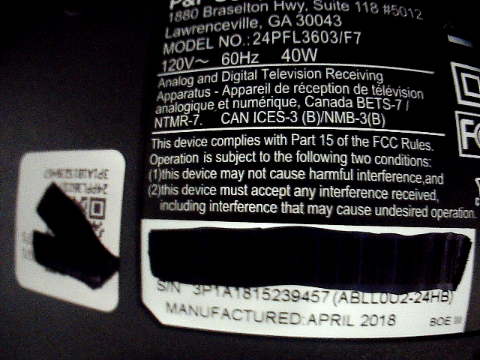 1880 Braselton Hwy, Suite 118 #5012
Lawrenceville, GA 30043
MODEL NO.: 24PFL3603/F7
120V～ 60Hz 40W
Analog and Digital Television Receiving
Apparatus - Appareil de réception de télévision
analogique et numérique, Canada BETS-7 /
NTMR-7. CAN ICES-3 (B)/NMB-3(B)
This device complies with Part 15 of the FCC Rules.
Operation is subject to the following two conditions:
(1)this device may not cause harmful interference,and
(2)this device must accept any interference received,
including interference that may cause undesired operation.
S/N 3P1A1815239457 (ABLL0U2-24HB)
MANUFACTURED:APRIL 2018 BOE